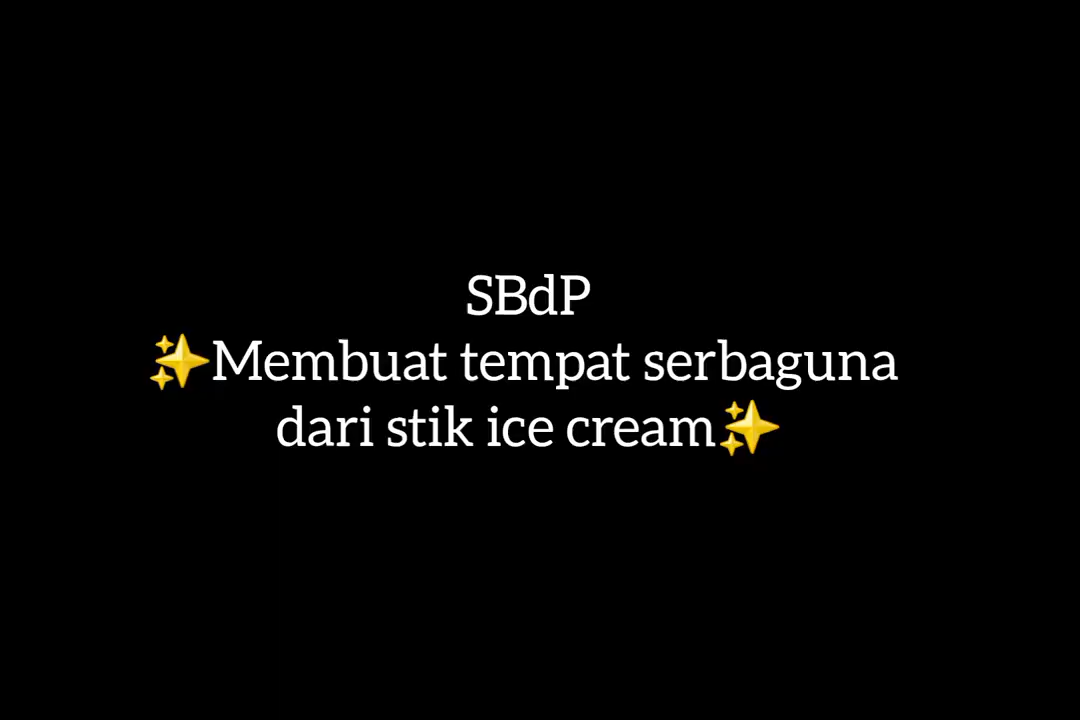 SBdP
✨Membuat tempat serbaguna
dari stik ice cream✨